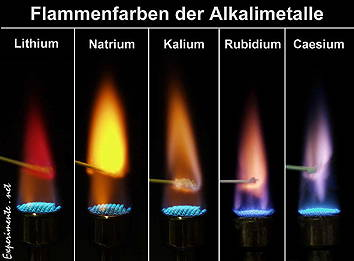 Flammenfarben der Alkalimetalle
Lithium
Natrium
Kalium
Rubidium
Caesium
Experimente.net